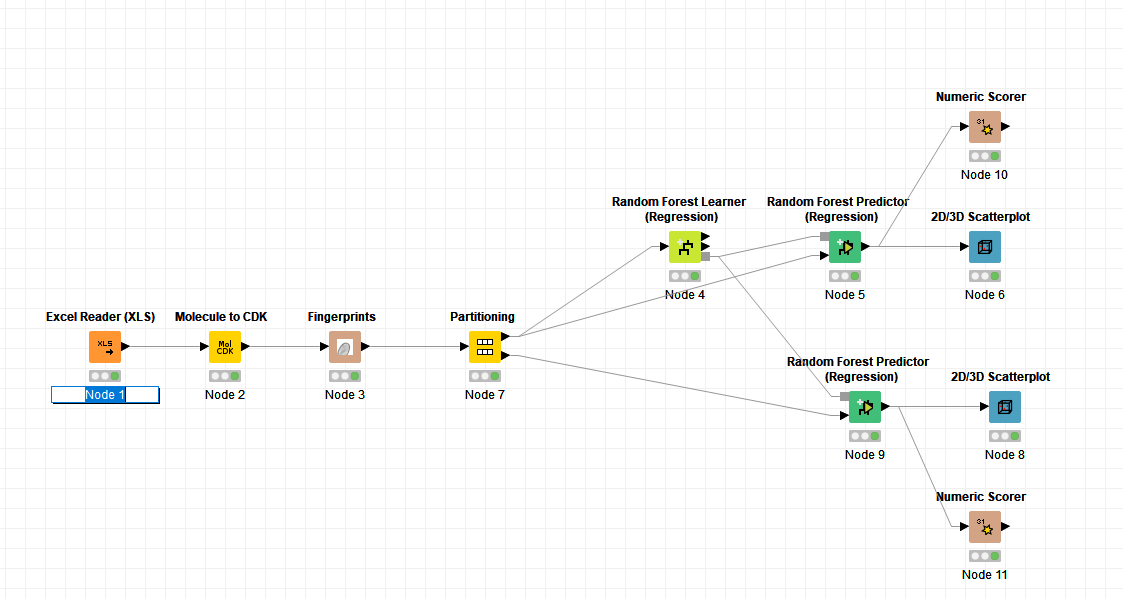 Numeric Scorer
31
Node 10
Random Forest Learner
(Regression)
Node 4
Random Forest Predictor
(Regression)
Node 5
2D/3D Scatterplot
Node 6
Excel Reader (XLS)
XLS
Node 1
Molecule to CDK
Mol
CDK
Node 2
Fingerprints
Node 3
Partitioning
Node 7
Random Forest Predictor
(Regression)
Node 9
2D/3D Scatterplot
Node 8
Numeric Scorer
31
Node 11